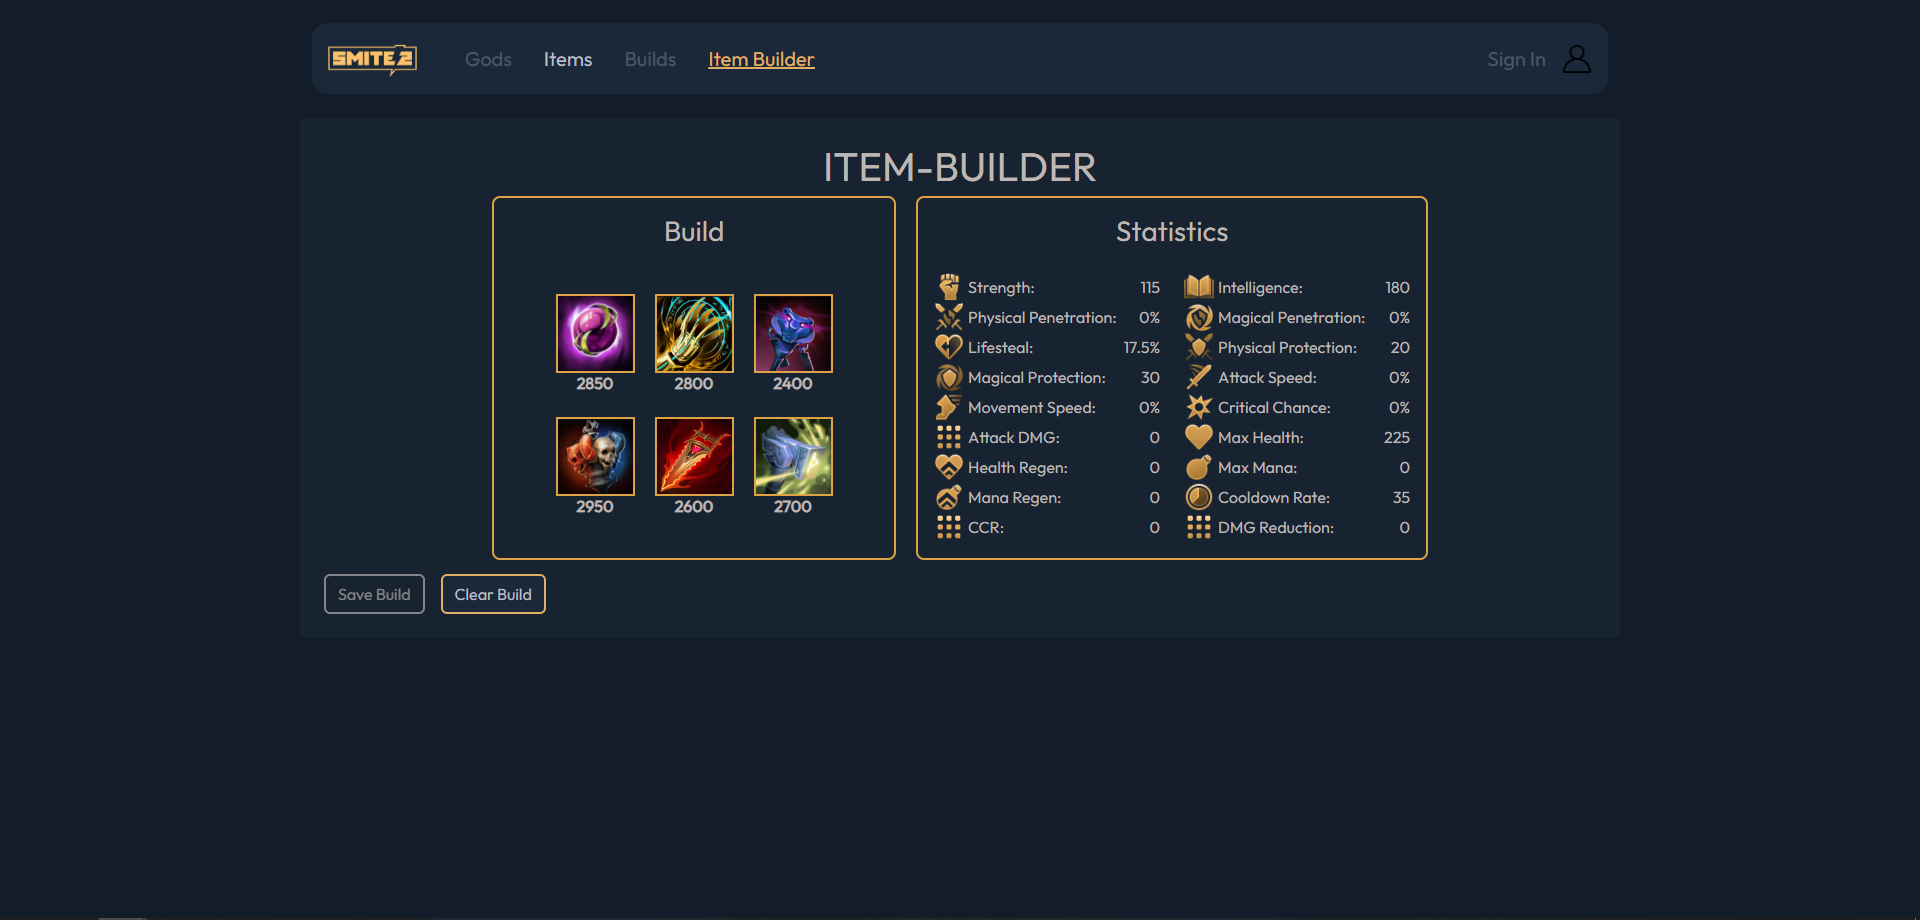 SMITE 2 Gods Items Builds Item Builder Sign In
ITEM-BUILDER
Build
2850 2800 2400
2950 2600 2700
Statistics
Strength: 115 Intelligence: 180
Physical Penetration: 0% Magical Penetration: 0%
Lifesteal: 17.5% Physical Protection: 20
Magical Protection: 30 Attack Speed: 0%
Movement Speed: 0% Critical Chance: 0%
Attack DMG: 0 Max Health: 225
Health Regen: 0 Max Mana: 0
Mana Regen: 0 Cooldown Rate: 35
CCR: 0 DMG Reduction: 0
Save Build Clear Build